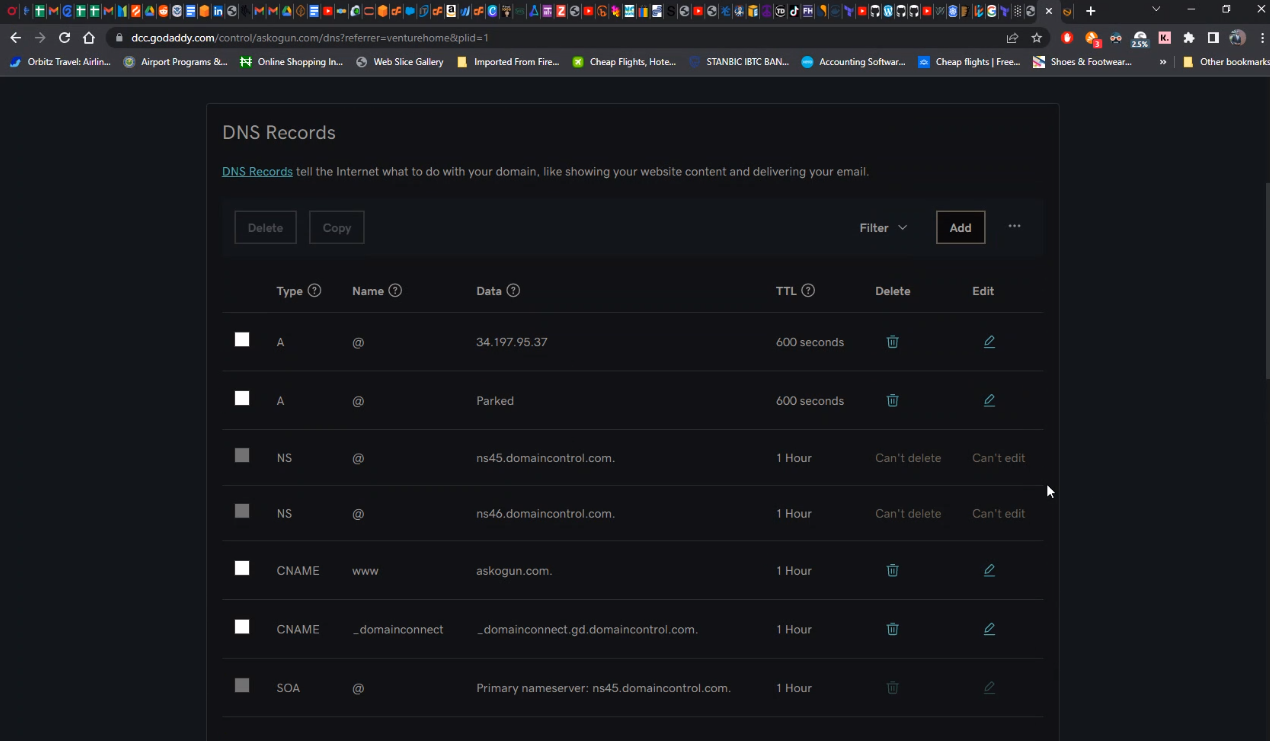 dcc.godaddy.com/control/askogun.com/dns?referrer=venturehome&plid=1
3
2.5%
K.
Orbitz Travel: Airlin... Airport Programs &... Online Shopping In... Web Slice Gallery Imported From Fire... Cheap Flights, Hote... STANBIC IBTC BAN... Accounting Softwar... Cheap flights | Free... Shoes & Footwear... » Other bookmarks
DNS Records
DNS Records tell the Internet what to do with your domain, like showing your website content and delivering your email.
Delete Copy Filter Add ...
Type ? Name ? Data ? TTL ? Delete Edit
A @ 34.197.95.37 600 seconds
A @ Parked 600 seconds
NS @ ns45.domaincontrol.com. 1 Hour Can't delete Can't edit
NS @ ns46.domaincontrol.com. 1 Hour Can't delete Can't edit
CNAME www askogun.com. 1 Hour
CNAME _domainconnect _domainconnect.gd.domaincontrol.com. 1 Hour
SOA @ Primary nameserver: ns45.domaincontrol.com. 1 Hour